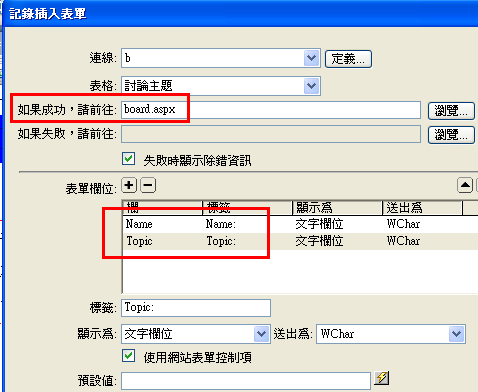 記錄插入表單
連線: b 定義...
表格: 討論主題
如果成功，請前往: board.aspx 瀏覽...
如果失敗，請前往: 瀏覽...
失敗時顯示除錯資訊
表單欄位:
欄 標籤 顯示為 送出為
Name Name: 文字欄位 WChar
Topic Topic: 文字欄位 WChar
標籤: Topic:
顯示為: 文字欄位 送出為: WChar
使用網站表單控制項
預設值: